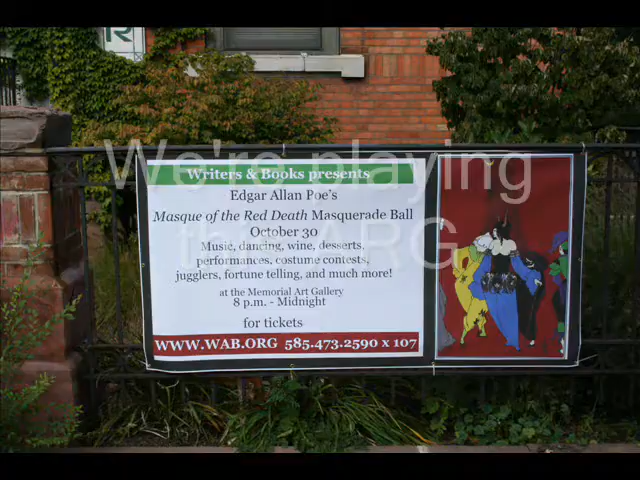 R
We're playing
the ARG
Writers & Books presents
Edgar Allan Poe's
Masque of the Red Death Masquerade Ball
October 30
Music, dancing, wine, desserts,
performances, costume contests,
jugglers, fortune telling, and much more!
at the Memorial Art Gallery
8 p.m. - Midnight
for tickets
WWW.WAB.ORG 585.473.2590 x 107